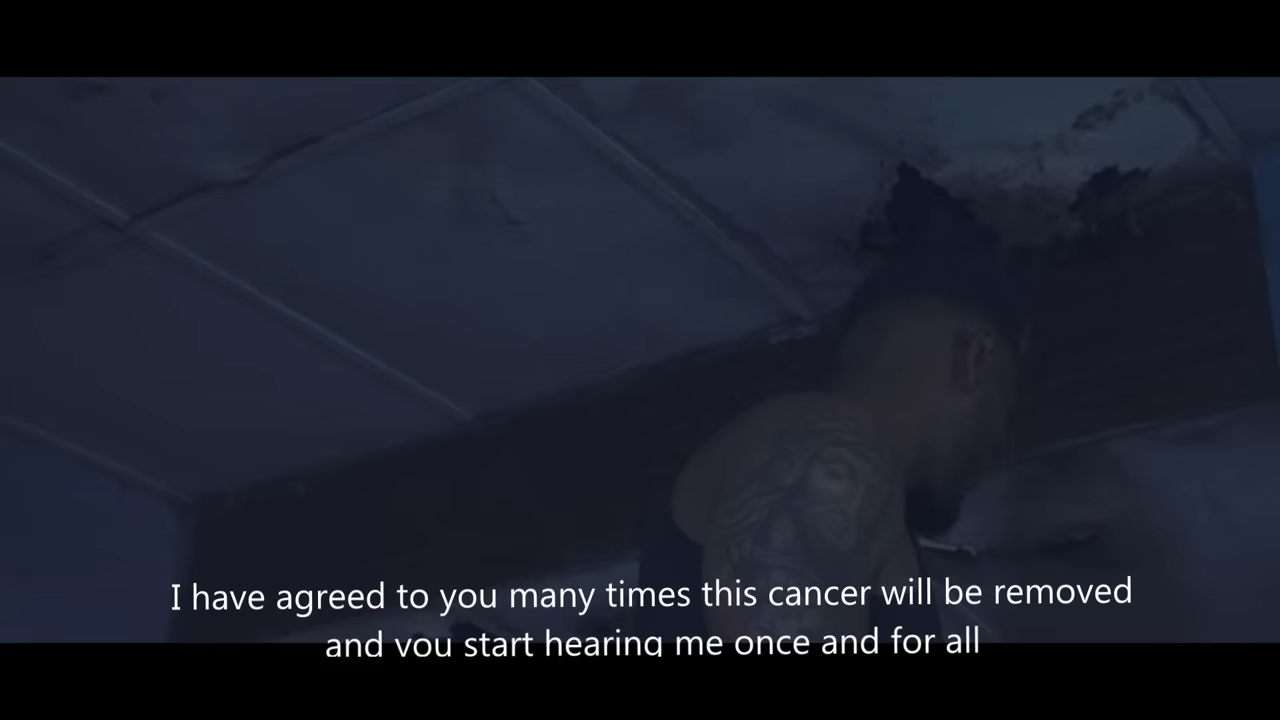 I have agreed to you many times this cancer will be removed
and you start hearing me once and for all